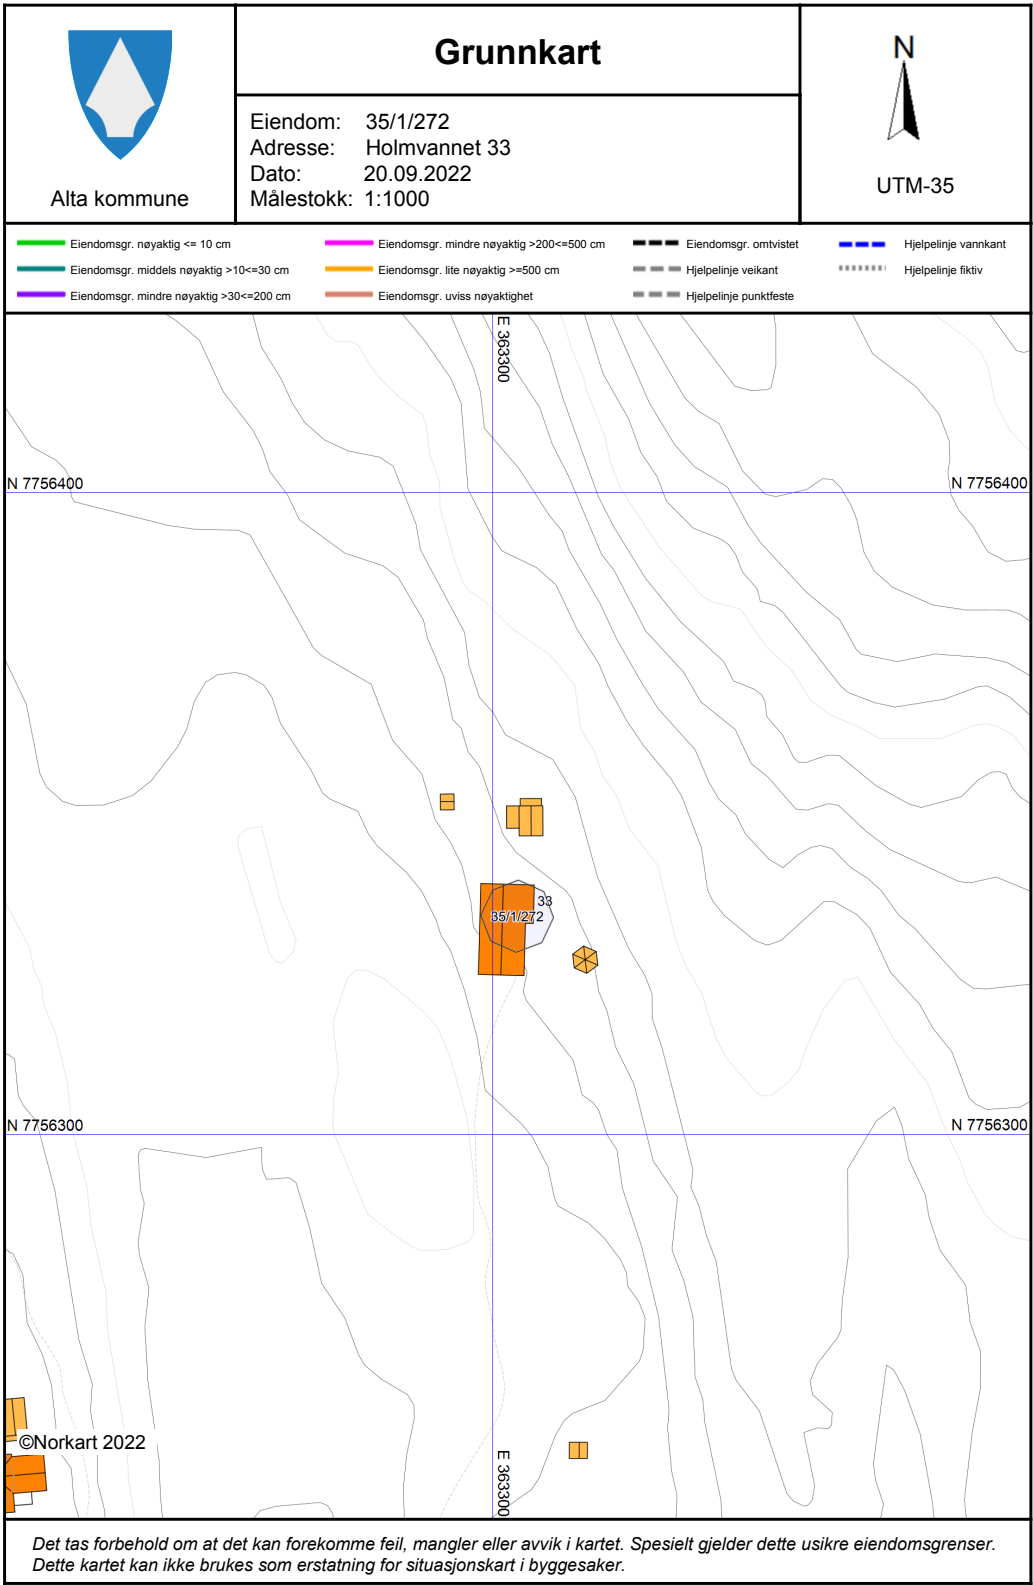 Grunnkart
Alta kommune
Eiendom: 35/1/272
Adresse: Holmvannet 33
Dato: 20.09.2022
Målestokk: 1:1000
N
UTM-35
Eiendomsgr. nøyaktig <= 10 cm
Eiendomsgr. middels nøyaktig >10<=30 cm
Eiendomsgr. mindre nøyaktig >30<=200 cm
Eiendomsgr. mindre nøyaktig >200<=500 cm
Eiendomsgr. lite nøyaktig >=500 cm
Eiendomsgr. uviss nøyaktighet
Eiendomsgr. omtvistet
Hjelpelinje veikant
Hjelpelinje punktfeste
Hjelpelinje vannkant
Hjelpelinje fiktiv
E 363300
N 7756400
N 7756400
33
35/1/272
N 7756300
N 7756300
©Norkart 2022
E 363300
Det tas forbehold om at det kan forekomme feil, mangler eller avvik i kartet. Spesielt gjelder dette usikre eiendomsgrenser.
Dette kartet kan ikke brukes som erstatning for situasjonskart i byggesaker.